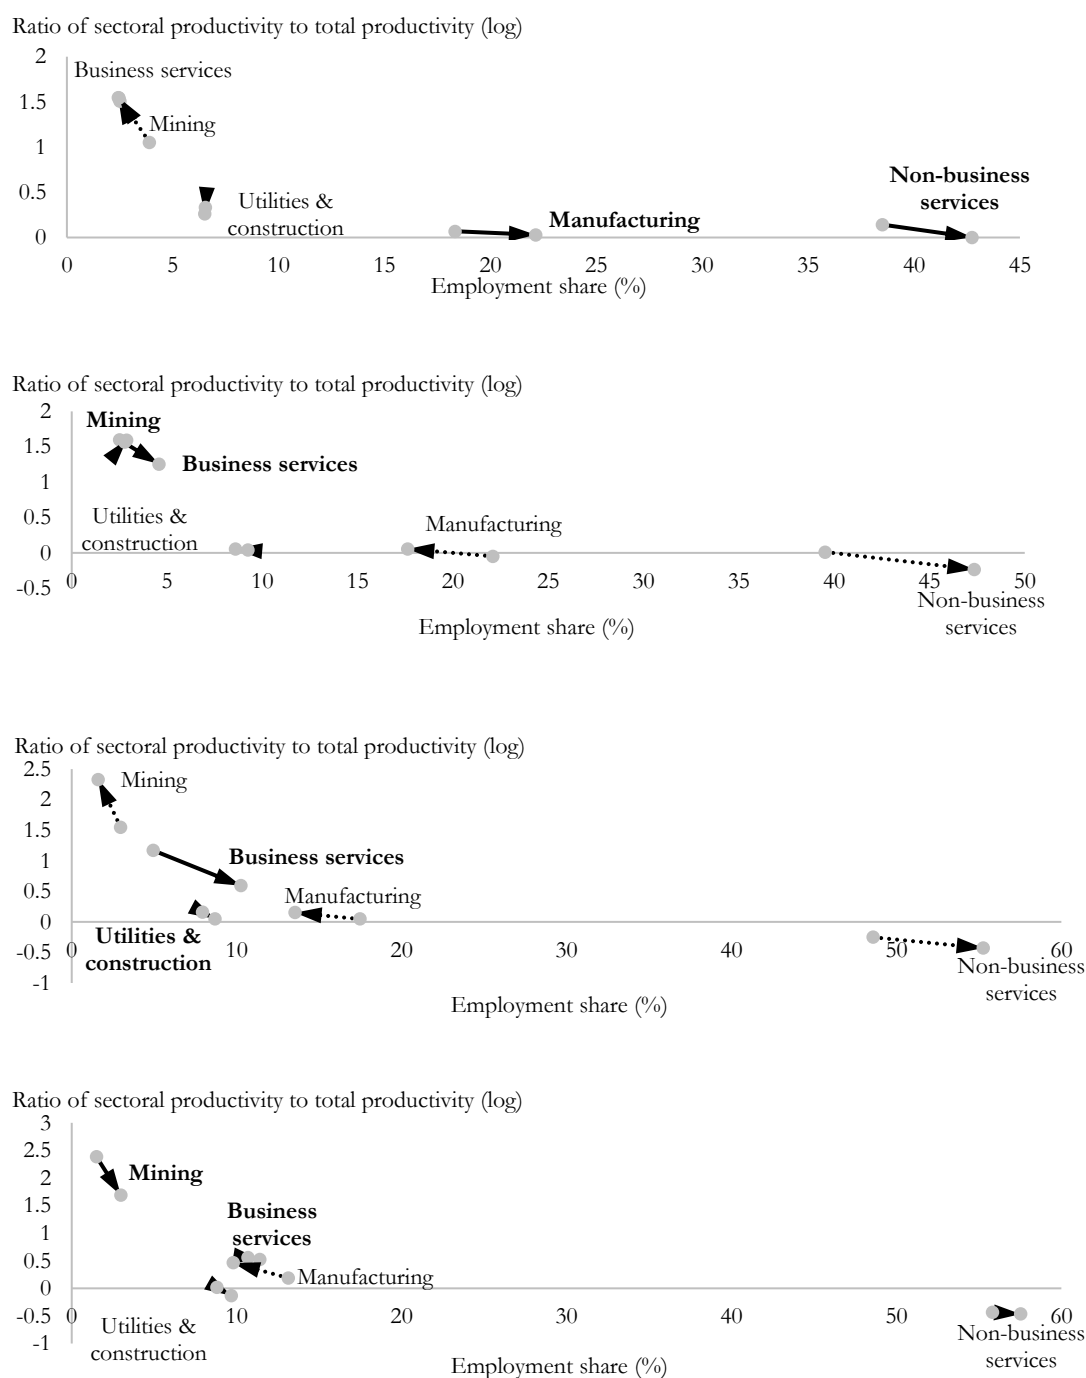 Ratio of sectoral productivity to total productivity (log)
2
Business services
1.5
Mining
1
Non-business
services
0.5
Utilities &
construction
Manufacturing
0
0 5 10 15 20 25 30 35 40 45
Employment share (%)
Ratio of sectoral productivity to total productivity (log)
2
Mining
1.5
Business services
1
0.5
Utilities &
construction
Manufacturing
0
0 5 10 15 20 25 30 35 40 45 50
-0.5
Non-business
services
Employment share (%)
Ratio of sectoral productivity to total productivity (log)
2.5
Mining
2
1.5
1
Business services
0.5
Manufacturing
0
Utilities &
construction
0 10 20 30 40 50 60
-0.5
Non-business
services
-1
Employment share (%)
Ratio of sectoral productivity to total productivity (log)
3
2.5
Mining
2
1.5
Business
services
1
0.5
Manufacturing
0
0 10 20 30 40 50 60
-0.5
Utilities &
construction
Non-business
services
-1
Employment share (%)